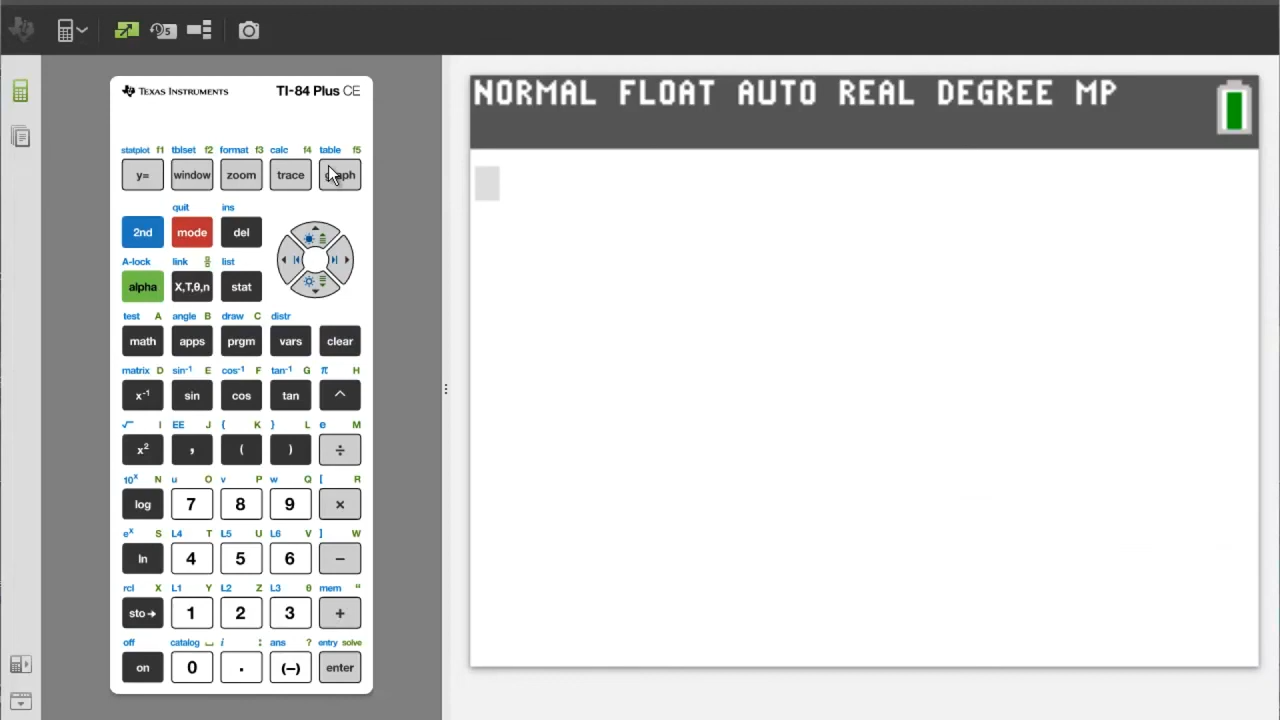 NORMAL FLOAT AUTO REAL DEGREE MP
TEXAS INSTRUMENTS TI-84 Plus CE
statplot f1 tblset f2 format f3 calc f4 table f5
y= window zoom trace graph
quit ins
2nd mode del
A-lock link list
alpha X,T,θ,n stat
test A angle B draw C distr
math apps prgm vars clear
matrix D sin-1 E cos-1 F tan-1 G π H
x-1 sin cos tan ^
√ I EE J { K } L e M
x2 , ( ) ÷
10x N u O v P w Q [ R
log 7 8 9 ×
ex S L4 T L5 U L6 V ] W
ln 4 5 6 −
rcl X L1 Y L2 Z L3 θ mem "
sto→ 1 2 3 +
off catalog ⎵ i : ans ? entry solve
on 0 . (−) enter